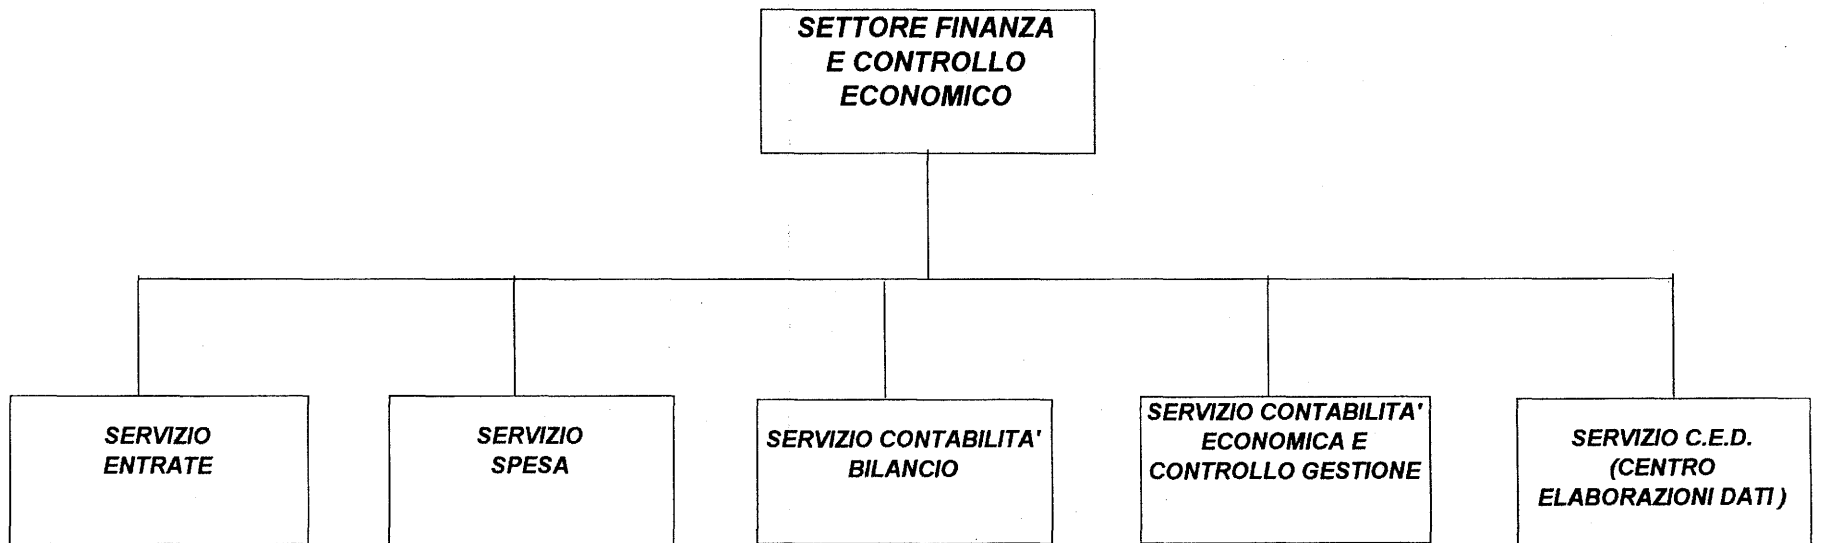 SETTORE FINANZA
E CONTROLLO
ECONOMICO
SERVIZIO
ENTRATE
SERVIZIO
SPESA
SERVIZIO CONTABILITA'
BILANCIO
SERVIZIO CONTABILITA'
ECONOMICA E
CONTROLLO GESTIONE
SERVIZIO C.E.D.
(CENTRO
ELABORAZIONI DATI )